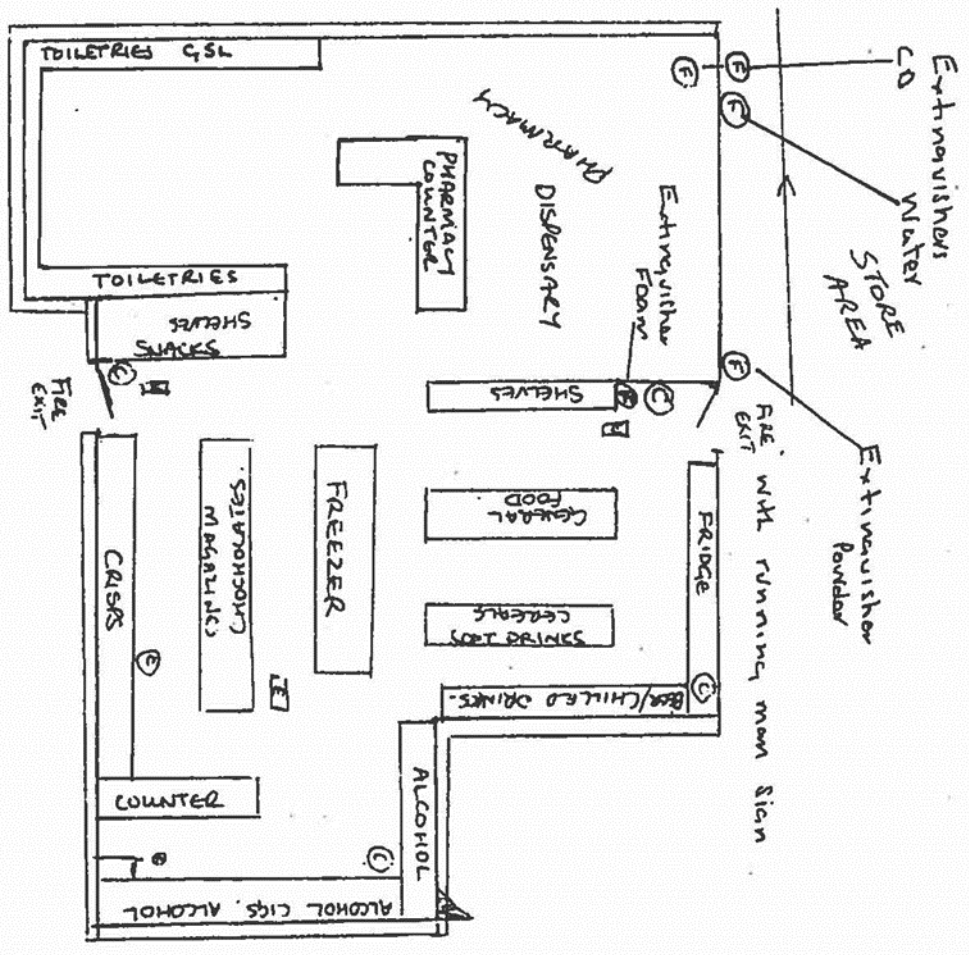 TOILETRIES GSL
PHARMACY
PHARMACY
COUNTER
DISPENSARY
Extinguisher
Foam
Extinguishers
CO
Water
STORE
AREA
F
F
F
F
TOILETRIES
SHELVES
SNACKS
C
FIRE
EXIT
SHELVES
F
C
FIRE
EXIT with running man sign
Extinguisher
Powder
CRISPS
CHOCHOLATES
MAGAZINES
FREEZER
GENERAL
FOOD
CEREALS
SOFT DRINKS
FRIDGE
C
BEER/CHILLED DRINKS.
E
E
COUNTER
ALCOHOL
C
ALCOHOL CIGS. ALCOHOL